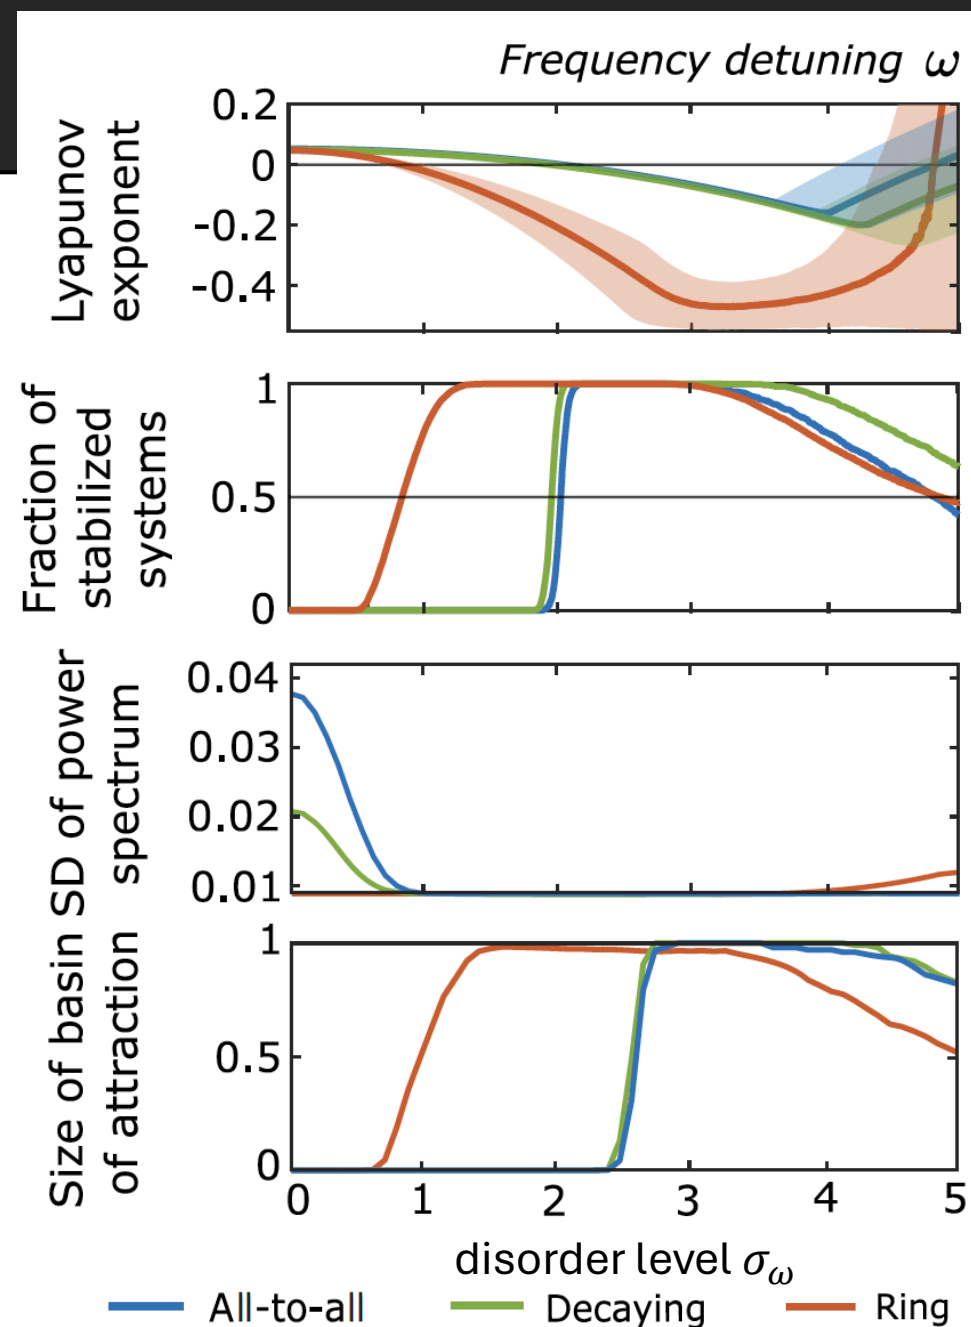 Frequency detuning ω
Lyapunov
exponent
0.2
0
-0.2
-0.4
Fraction of
stabilized
systems
1
0.5
0
SD of power
spectrum
0.04
0.03
0.02
0.01
Size of basin
of attraction
1
0.5
0
0 1 2 3 4 5
disorder level σω
All-to-all Decaying Ring